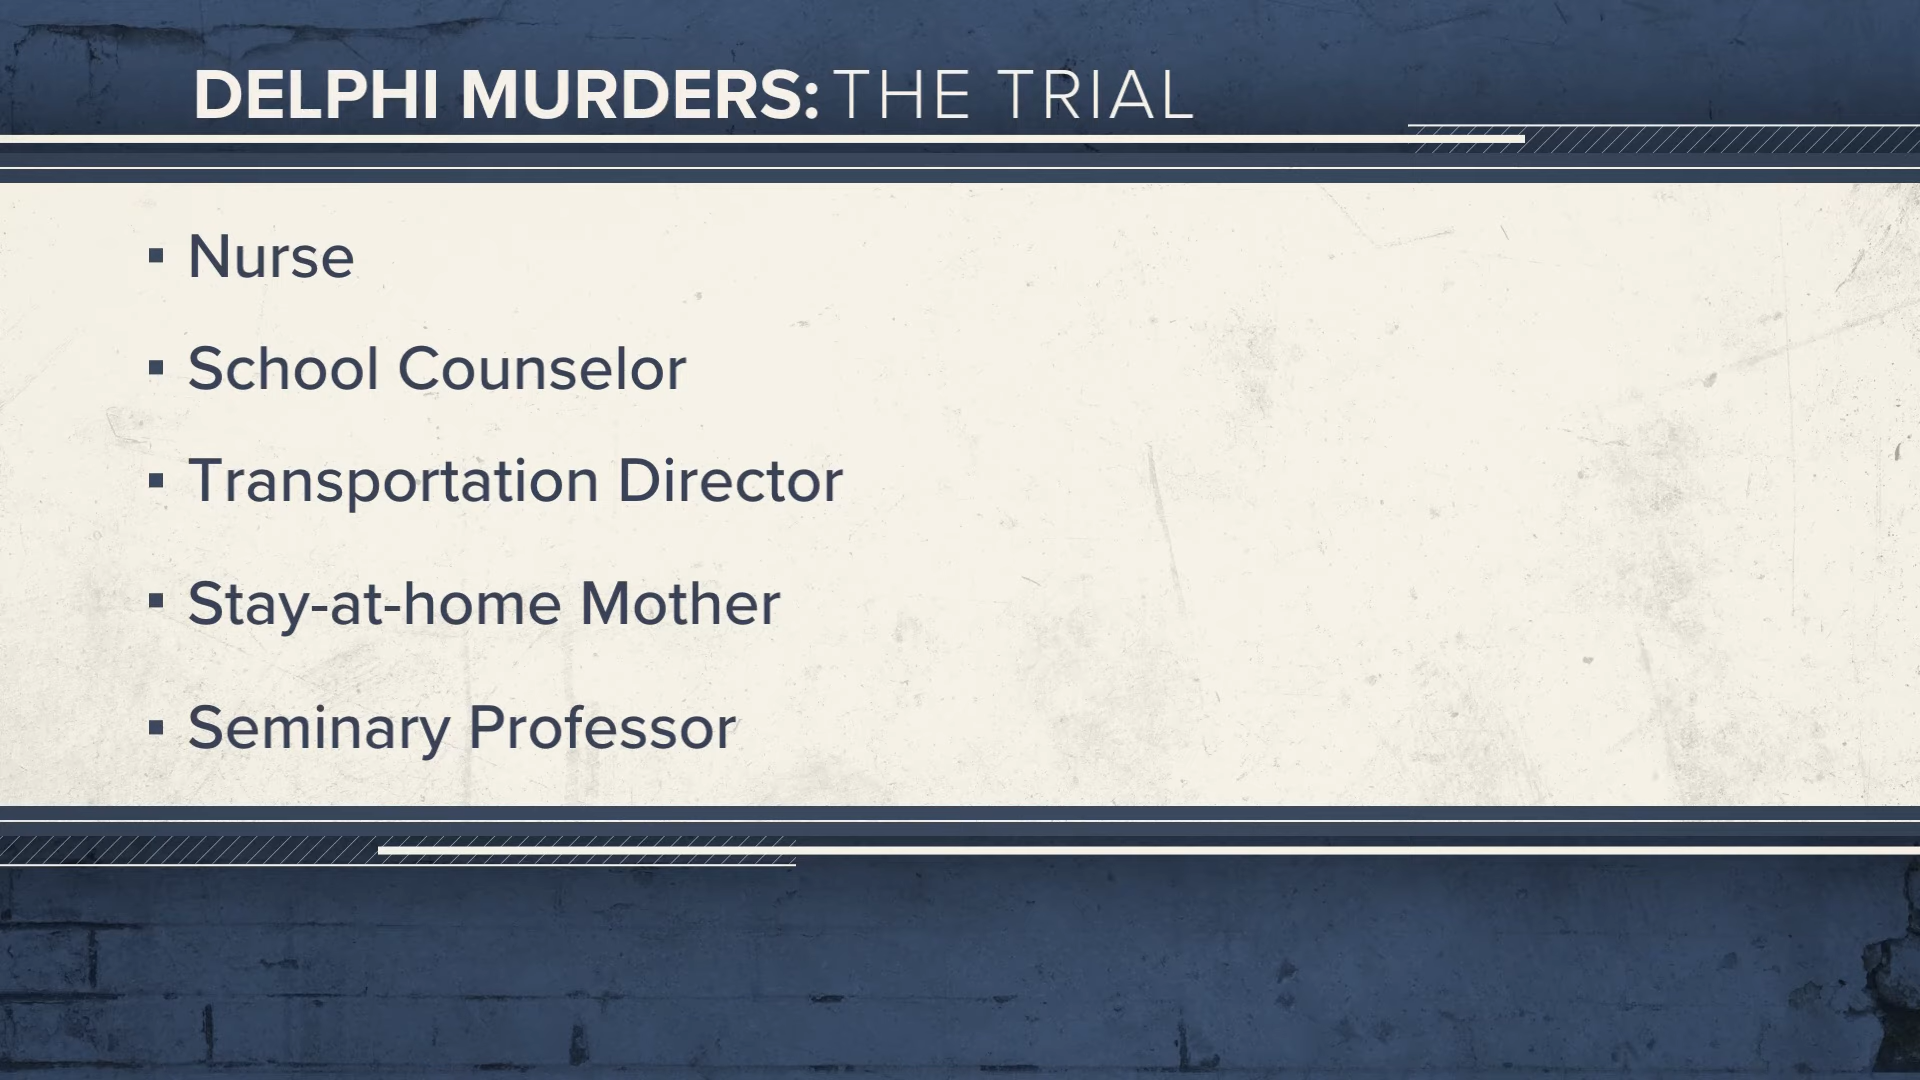 DELPHI MURDERS: THE TRIAL
▪ Nurse
▪ School Counselor
▪ Transportation Director
▪ Stay-at-home Mother
▪ Seminary Professor